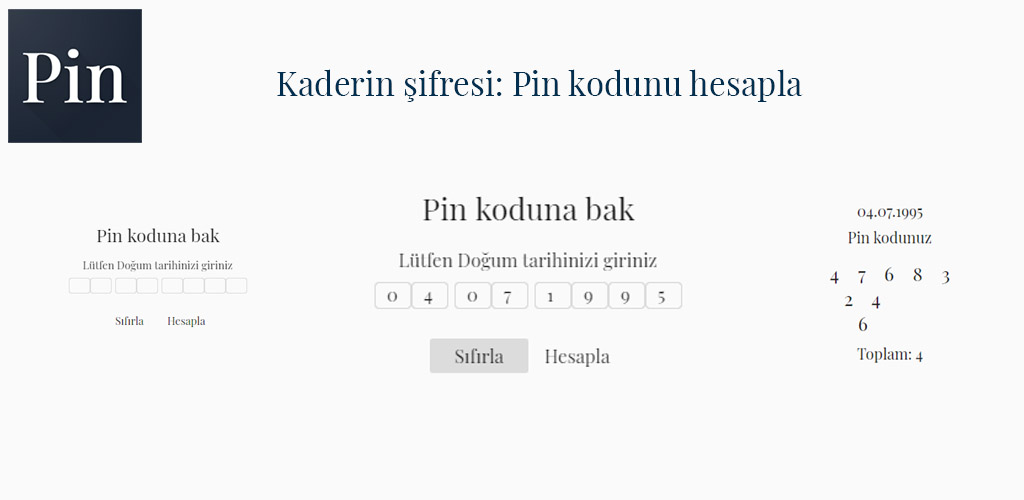 Pin
Kaderin şifresi: Pin kodunu hesapla
Pin koduna bak
Lütfen Doğum tarihinizi giriniz
Sıfırla Hesapla
Pin koduna bak
Lütfen Doğum tarihinizi giriniz
0 4 0 7 1 9 9 5
Sıfırla Hesapla
04.07.1995
Pin kodunuz
4 7 6 8 3
2 4
6
Toplam: 4